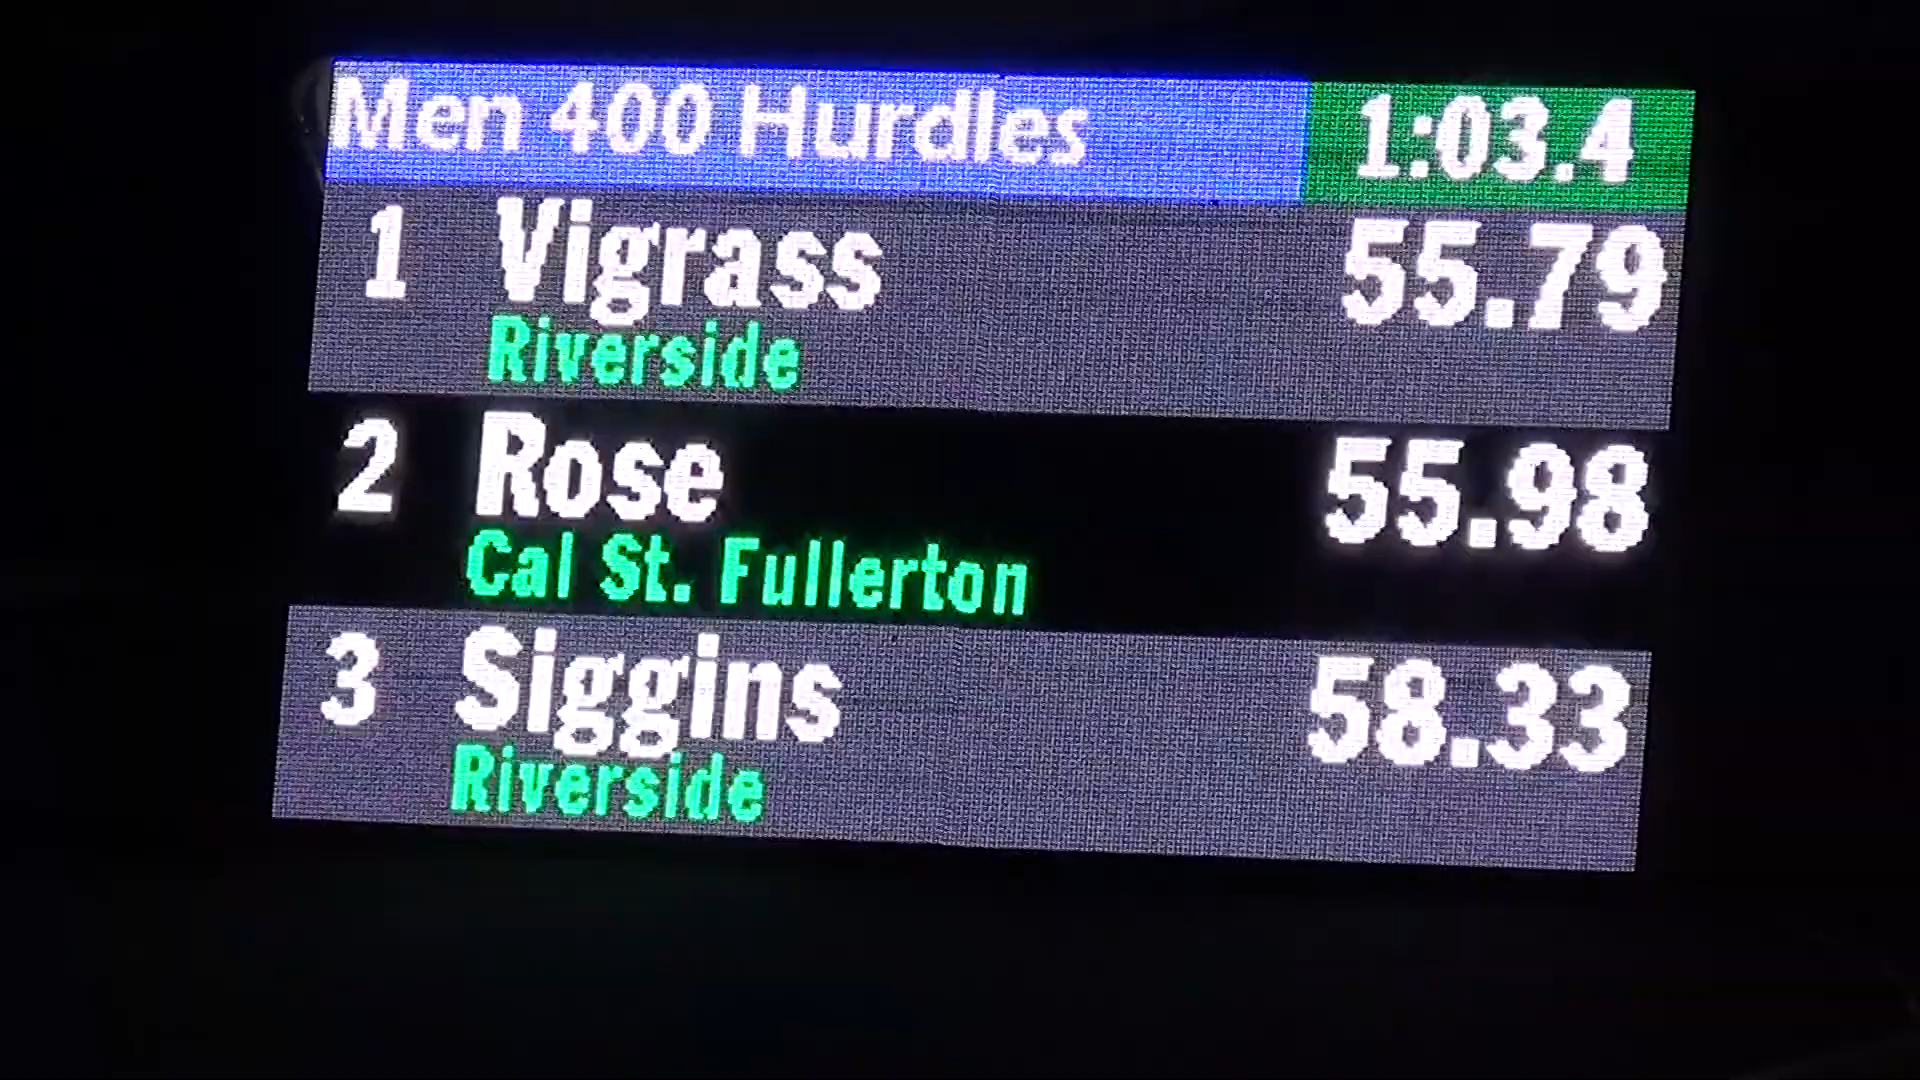 Men 400 Hurdles 1:03.4
1 Vigrass 55.79
Riverside
2 Rose 55.98
Cal St. Fullerton
3 Siggins 58.33
Riverside